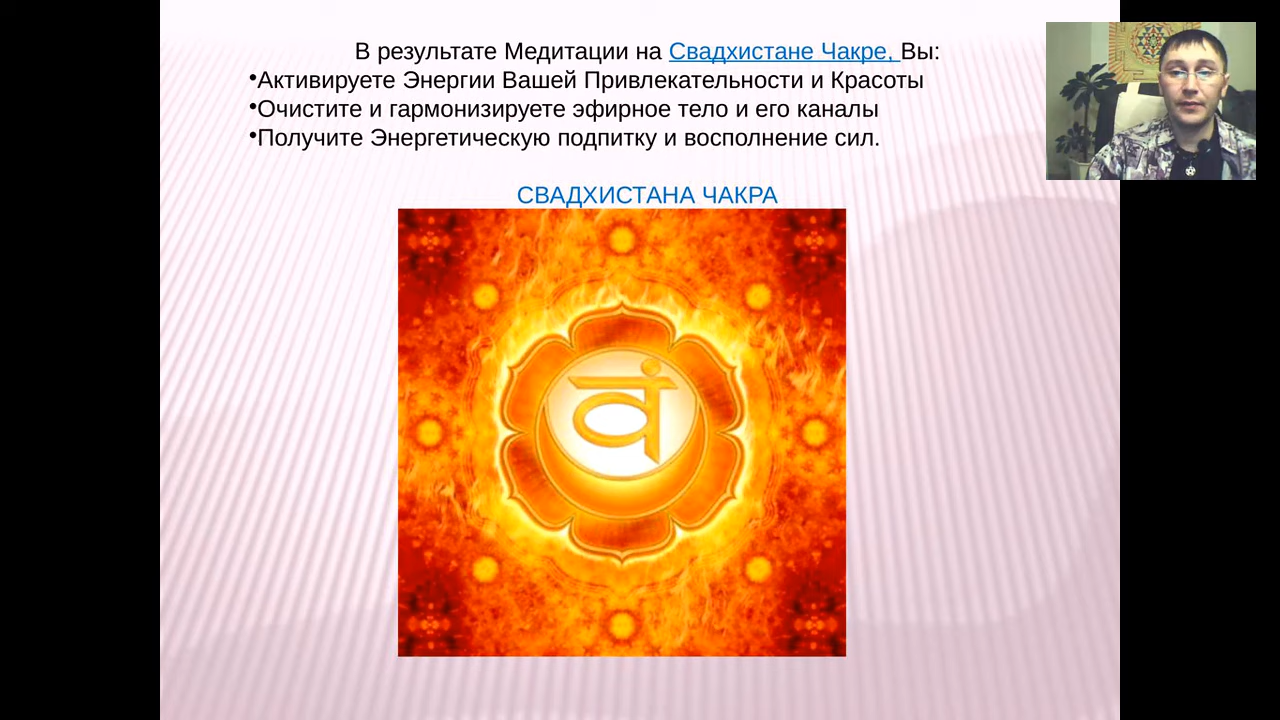 В результате Медитации на Свадхистане Чакре, Вы:
•Активируете Энергии Вашей Привлекательности и Красоты
•Очистите и гармонизируете эфирное тело и его каналы
•Получите Энергетическую подпитку и восполнение сил.
СВАДХИСТАНА ЧАКРА
वं